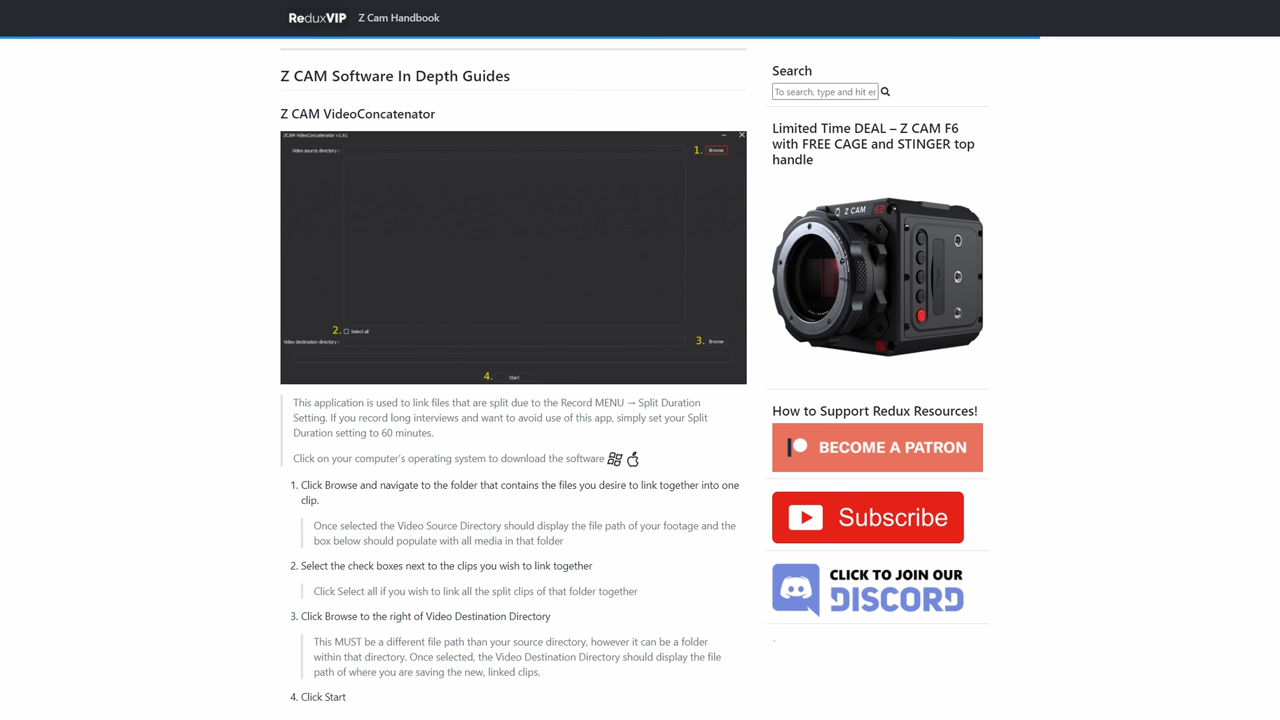 ReduxVIP Z Cam Handbook
Z CAM Software In Depth Guides
Z CAM VideoConcatenator
ZCAM VideoConcatenator v1.61
Video source directory :
1. Browse
2. Select all
Video destination directory :
3. Browse
4. Start
This application is used to link files that are split due to the Record MENU → Split Duration
Setting. If you record long interviews and want to avoid use of this app, simply set your Split
Duration setting to 60 minutes.
Click on your computer's operating system to download the software
1. Click Browse and navigate to the folder that contains the files you desire to link together into one
clip.
Once selected the Video Source Directory should display the file path of your footage and the
box below should populate with all media in that folder
2. Select the check boxes next to the clips you wish to link together
Click Select all if you wish to link all the split clips of that folder together
3. Click Browse to the right of Video Destination Directory
This MUST be a different file path than your source directory, however it can be a folder
within that directory. Once selected, the Video Destination Directory should display the file
path of where you are saving the new, linked clips.
4. Click Start
Search
To search, type and hit er
Limited Time DEAL – Z CAM F6
with FREE CAGE and STINGER top
handle
Z CAM E2
How to Support Redux Resources!
BECOME A PATRON
Subscribe
CLICK TO JOIN OUR
DISCORD